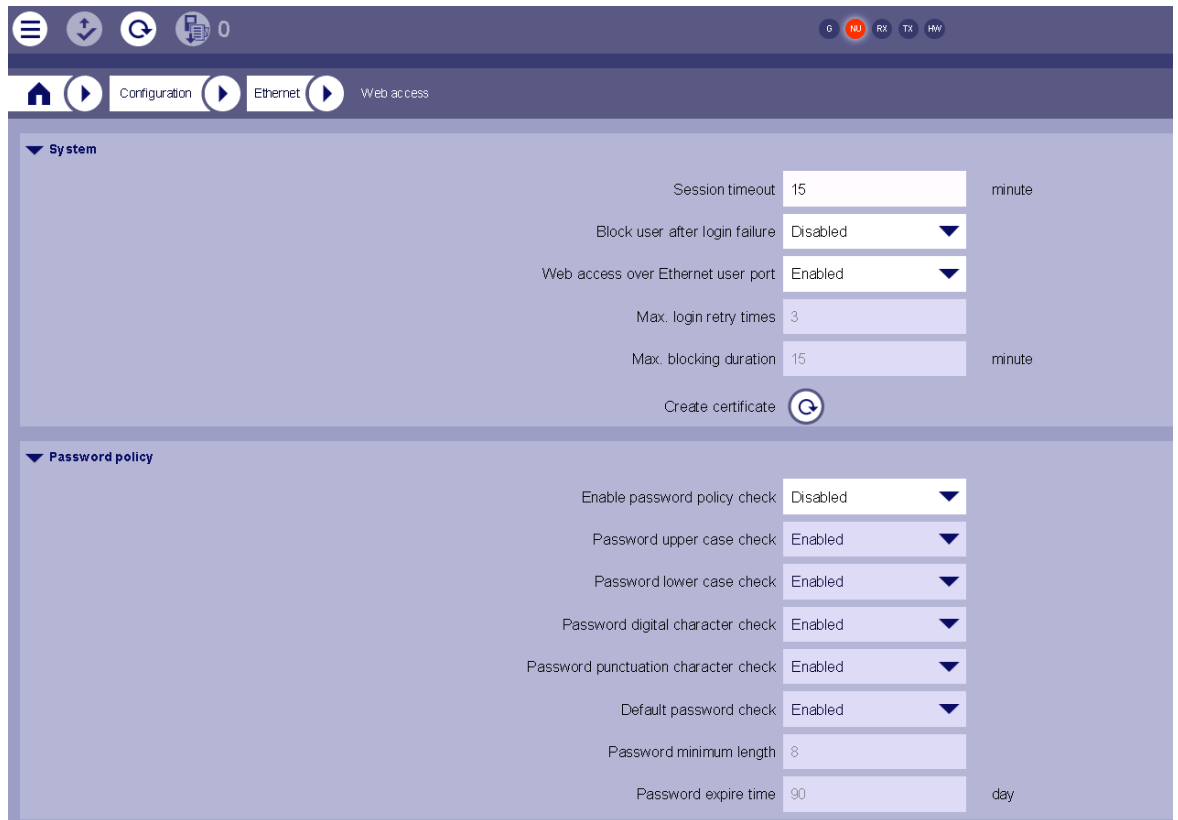 0 G NU RX TX HW
Configuration Ethernet Web access
System
Session timeout 15 minute
Block user after login failure Disabled
Web access over Ethernet user port Enabled
Max. login retry times 3
Max. blocking duration 15 minute
Create certificate
Password policy
Enable password policy check Disabled
Password upper case check Enabled
Password lower case check Enabled
Password digital character check Enabled
Password punctuation character check Enabled
Default password check Enabled
Password minimum length 8
Password expire time 90 day